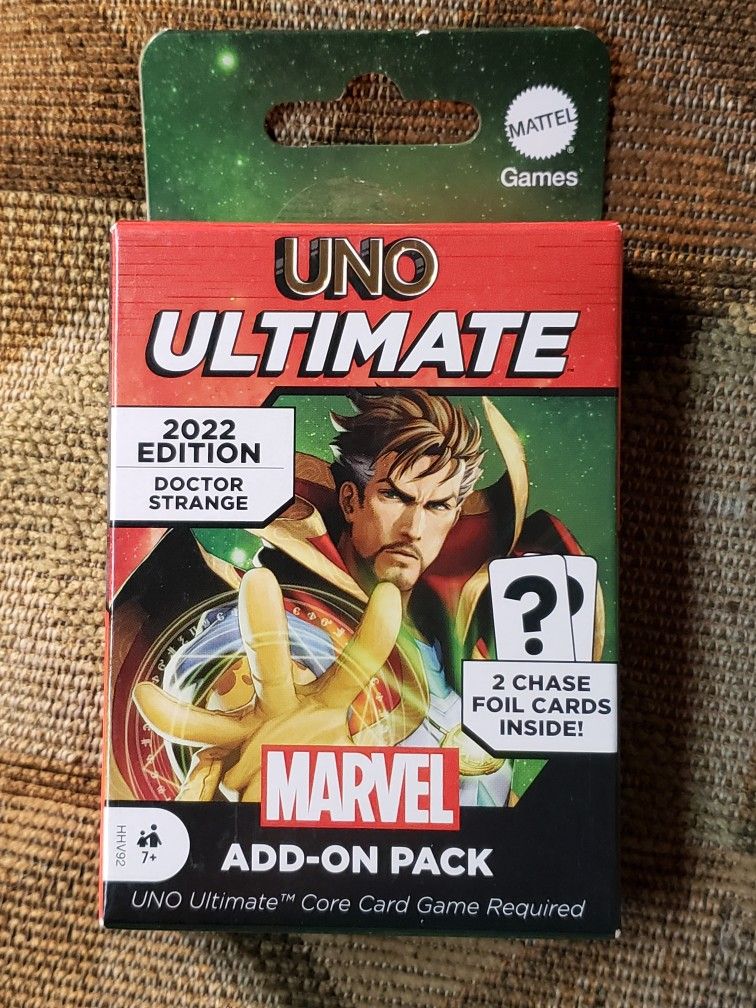 MATTEL
®
Games
UNO
ULTIMATE™
2022
EDITION
DOCTOR
STRANGE
?
2 CHASE
FOIL CARDS
INSIDE!
MARVEL
HHV92
7+
ADD-ON PACK
UNO Ultimate™ Core Card Game Required